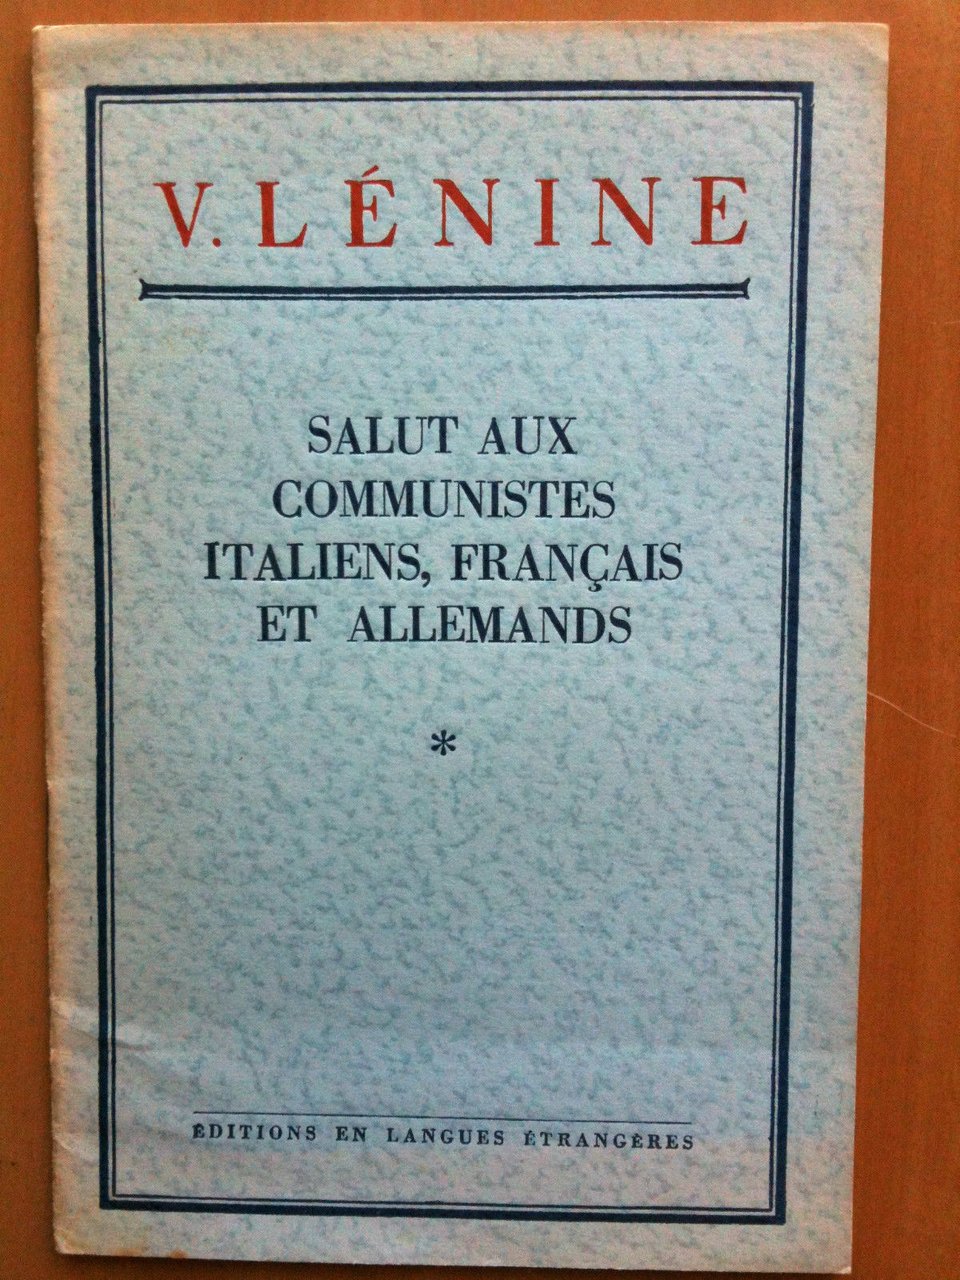 V. LÉNINE
SALUT AUX
COMMUNISTES
ITALIENS, FRANÇAIS
ET ALLEMANDS
*
ÉDITIONS EN LANGUES ÉTRANGÈRES